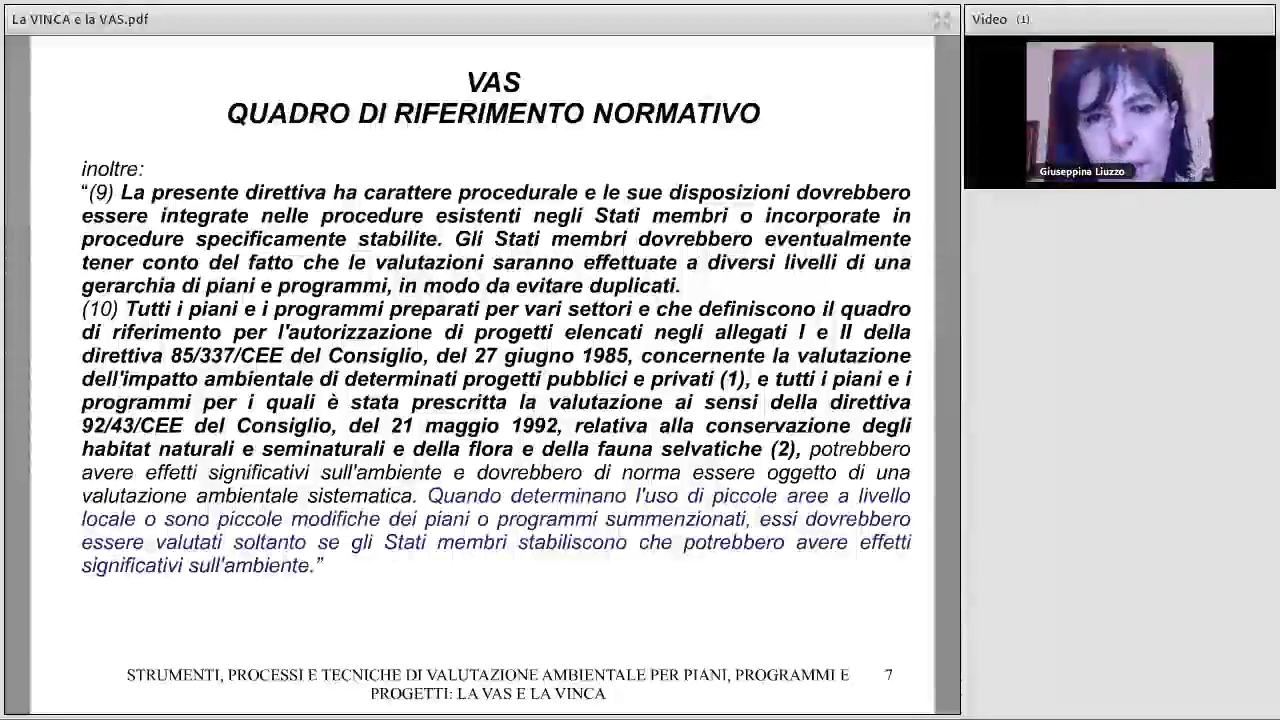 La VINCA e la VAS.pdf
Video (1)
Giuseppina Liuzzo
VAS
QUADRO DI RIFERIMENTO NORMATIVO
inoltre:
“(9) La presente direttiva ha carattere procedurale e le sue disposizioni dovrebbero
essere integrate nelle procedure esistenti negli Stati membri o incorporate in
procedure specificamente stabilite. Gli Stati membri dovrebbero eventualmente
tener conto del fatto che le valutazioni saranno effettuate a diversi livelli di una
gerarchia di piani e programmi, in modo da evitare duplicati.
(10) Tutti i piani e i programmi preparati per vari settori e che definiscono il quadro
di riferimento per l'autorizzazione di progetti elencati negli allegati I e II della
direttiva 85/337/CEE del Consiglio, del 27 giugno 1985, concernente la valutazione
dell'impatto ambientale di determinati progetti pubblici e privati (1), e tutti i piani e i
programmi per i quali è stata prescritta la valutazione ai sensi della direttiva
92/43/CEE del Consiglio, del 21 maggio 1992, relativa alla conservazione degli
habitat naturali e seminaturali e della flora e della fauna selvatiche (2), potrebbero
avere effetti significativi sull'ambiente e dovrebbero di norma essere oggetto di una
valutazione ambientale sistematica. Quando determinano l'uso di piccole aree a livello
locale o sono piccole modifiche dei piani o programmi summenzionati, essi dovrebbero
essere valutati soltanto se gli Stati membri stabiliscono che potrebbero avere effetti
significativi sull'ambiente.”
STRUMENTI, PROCESSI E TECNICHE DI VALUTAZIONE AMBIENTALE PER PIANI, PROGRAMMI E
PROGETTI: LA VAS E LA VINCA
7